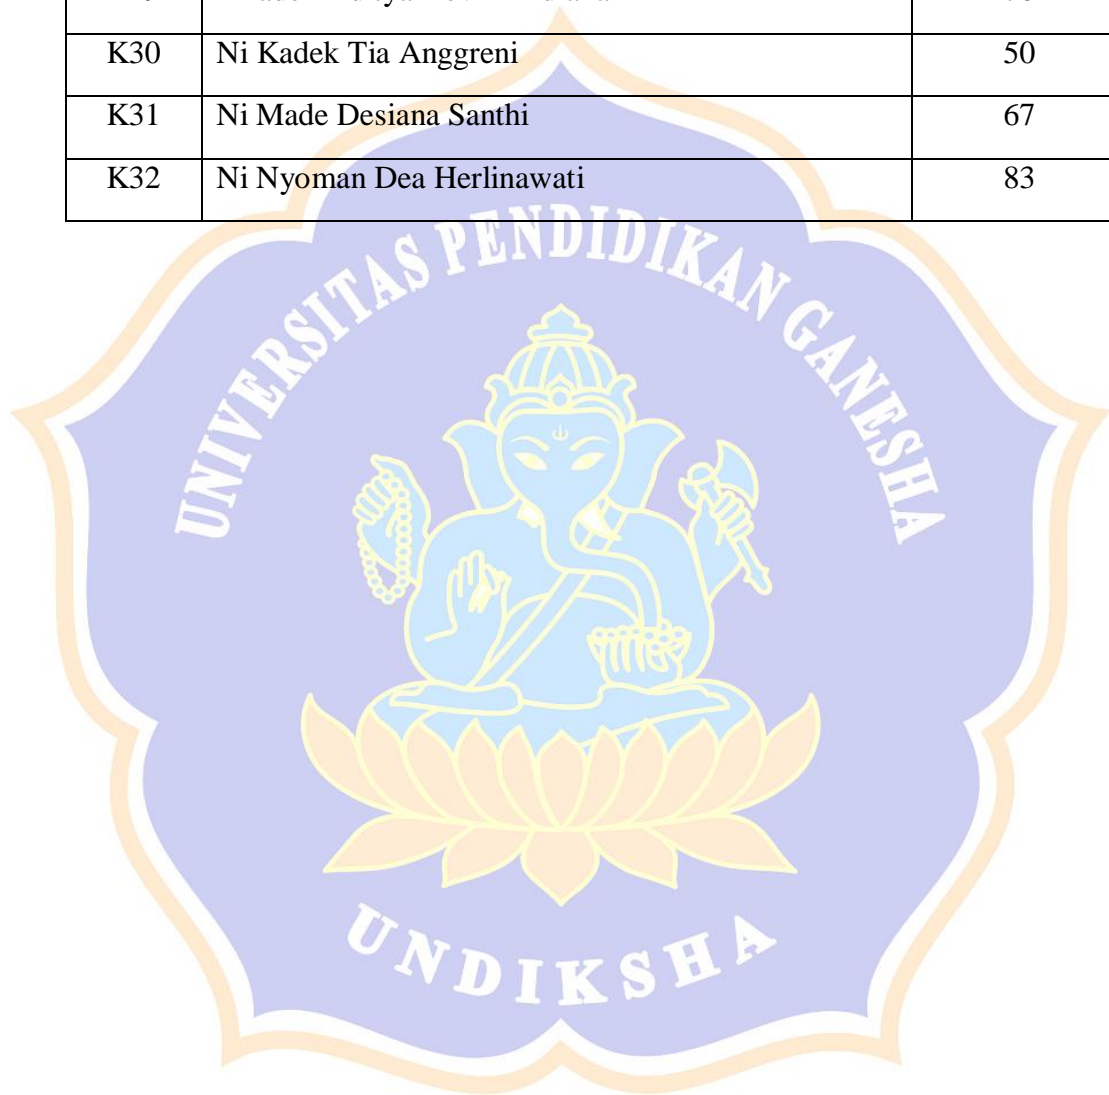 K30 Ni Kadek Tia Anggreni 50
K31 Ni Made Desiana Santhi 67
K32 Ni Nyoman Dea Herlinawati 83
UNIVERSITAS PENDIDIKAN GANESHA
UNDIKSHA